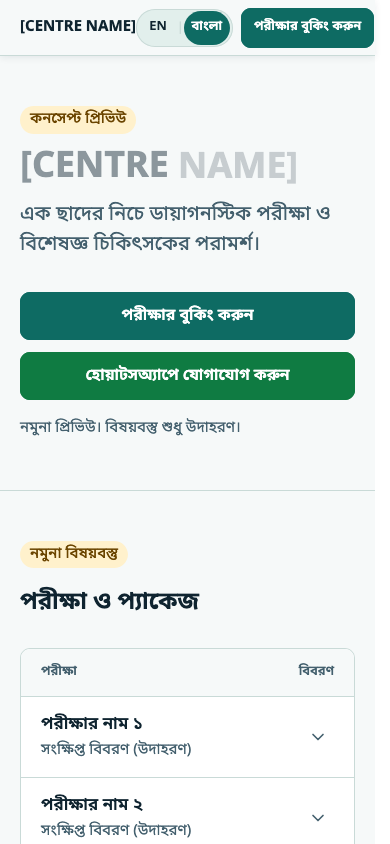 [CENTRE NAME] EN | বাংলা পরীক্ষার বুকিং করুন
কনসেপ্ট প্রিভিউ
[CENTRE NAME]
এক ছাদের নিচে ডায়াগনস্টিক পরীক্ষা ও
বিশেষজ্ঞ চিকিৎসকের পরামর্শ।
পরীক্ষার বুকিং করুন
হোয়াটসঅ্যাপে যোগাযোগ করুন
নমুনা প্রিভিউ। বিষয়বস্তু শুধু উদাহরণ।
নমুনা বিষয়বস্তু
পরীক্ষা ও প্যাকেজ
পরীক্ষা বিবরণ
পরীক্ষার নাম ১
সংক্ষিপ্ত বিবরণ (উদাহরণ)
পরীক্ষার নাম ২
সংক্ষিপ্ত বিবরণ (উদাহরণ)